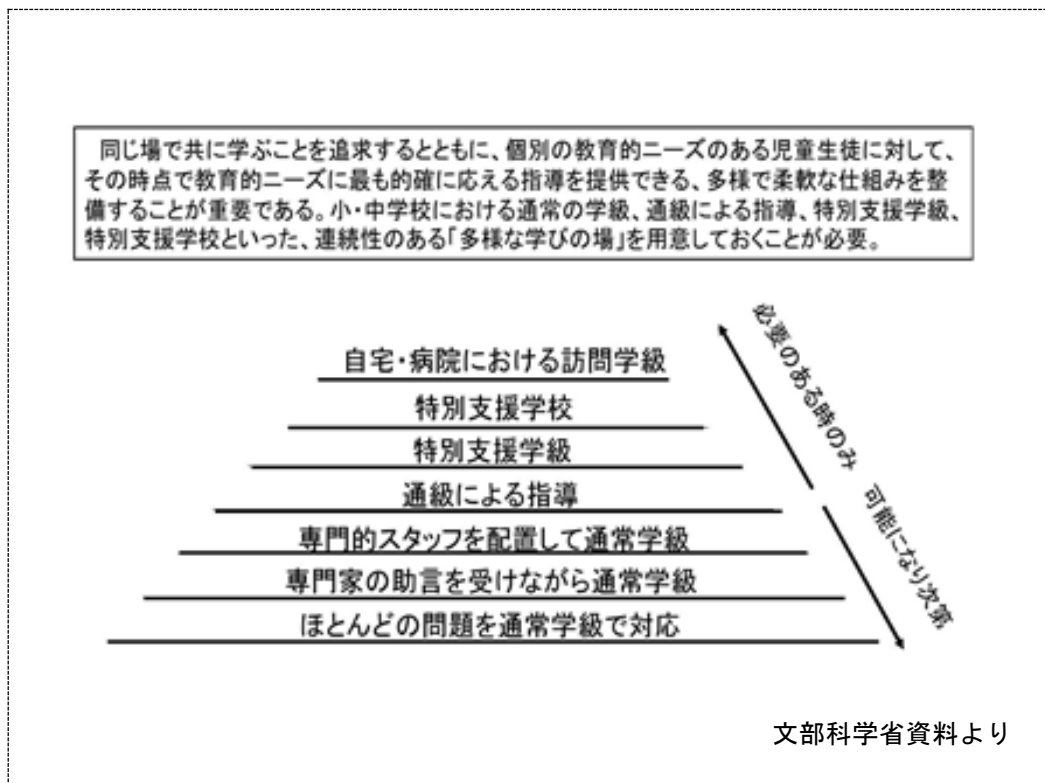 同じ場で共に学ぶことを追求するとともに、個別の教育的ニーズのある児童生徒に対して、
その時点で教育的ニーズに最も的確に応える指導を提供できる、多様で柔軟な仕組みを整
備することが重要である。小・中学校における通常の学級、通級による指導、特別支援学級、
特別支援学校といった、連続性のある「多様な学びの場」を用意しておくことが必要。
自宅・病院における訪問学級
特別支援学校
特別支援学級
通級による指導
専門的スタッフを配置して通常学級
専門家の助言を受けながら通常学級
ほとんどの問題を通常学級で対応
必要のある時のみ
可能になり次第
文部科学省資料より